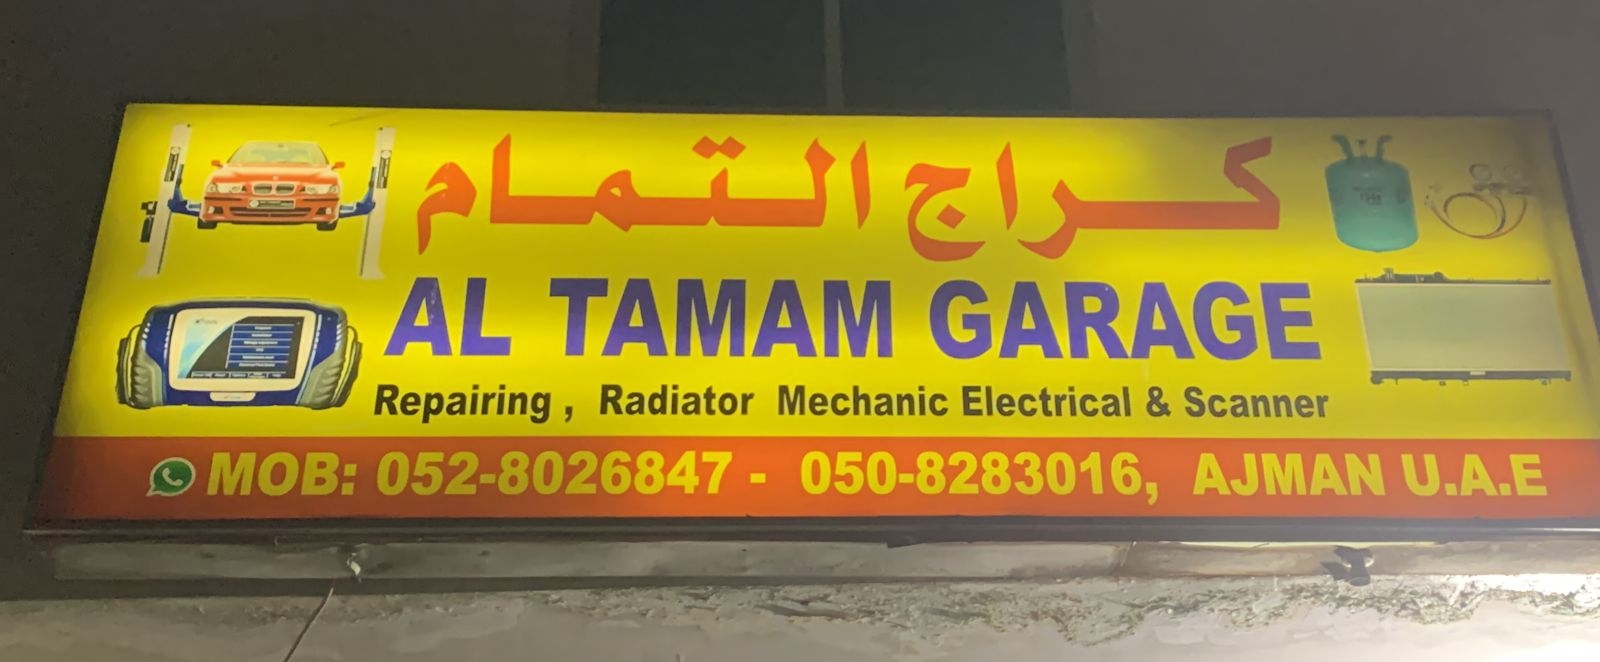 كراج التمام
AL TAMAM GARAGE
Repairing , Radiator Mechanic Electrical & Scanner
MOB: 052-8026847 - 050-8283016, AJMAN U.A.E